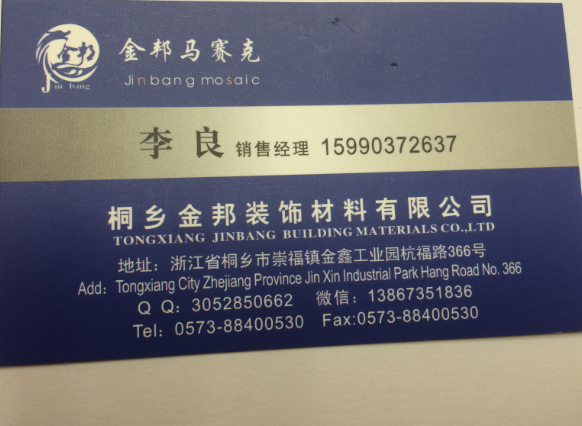 金邦
Jin bang
金邦马赛克
Jinbang mosaic
李良 销售经理 15990372637
桐乡金邦装饰材料有限公司
TONGXIANG JINBANG BUILDING MATERIALS CO.,LTD
地址：浙江省桐乡市崇福镇金鑫工业园杭福路366号
Add: Tongxiang City Zhejiang Province Jin Xin Industrial Park Hang Road No. 366
Q Q：3052850662 微信：13867351836
Tel: 0573-88400530 Fax:0573-88400530